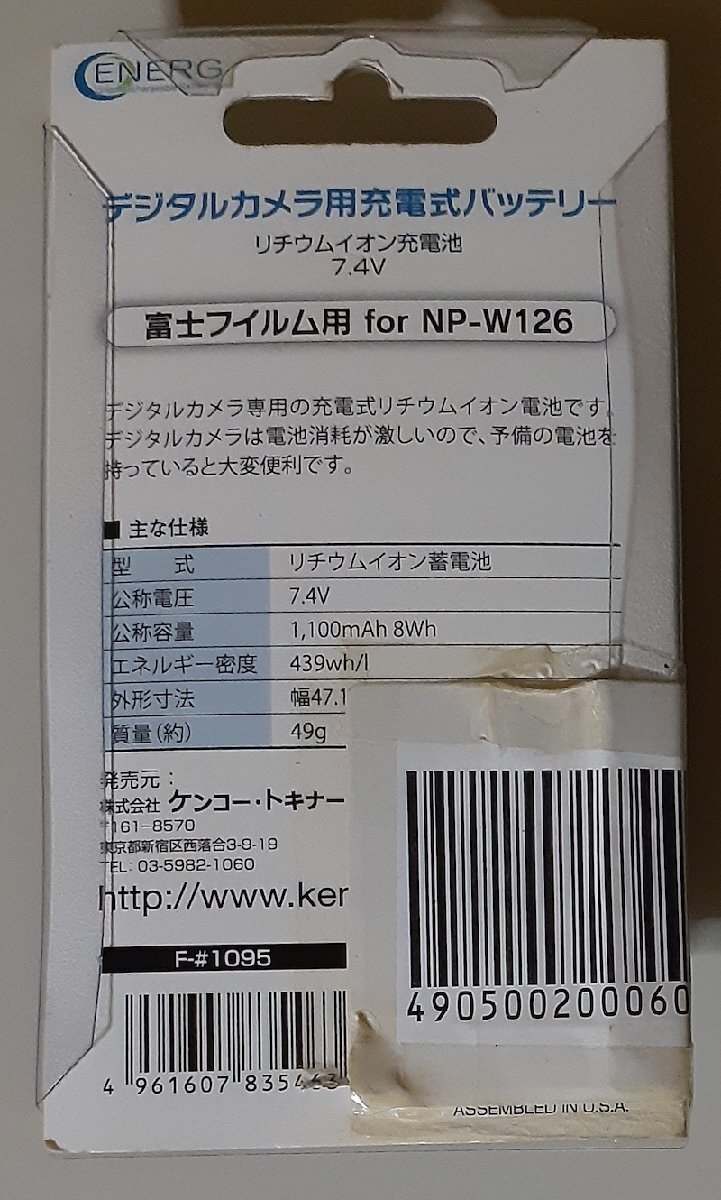 ENERG
デジタルカメラ用充電式バッテリー
リチウムイオン充電池
7.4V
富士フイルム用 for NP-W126
デジタルカメラ専用の充電式リチウムイオン電池です。
デジタルカメラは電池消耗が激しいので、予備の電池を
持っていると大変便利です。
■ 主な仕様
型 式 リチウムイオン蓄電池
公称電圧 7.4V
公称容量 1,100mAh 8Wh
エネルギー密度 439wh/l
外形寸法 幅47.1
質量(約) 49g
発売元:
株式会社 ケンコー・トキナー
〒161-8570
東京都新宿区西落合3-9-19
TEL: 03-5982-1060
http://www.ken
F-#1095
4 961607 835463
490500200060
ASSEMBLED IN U.S.A.